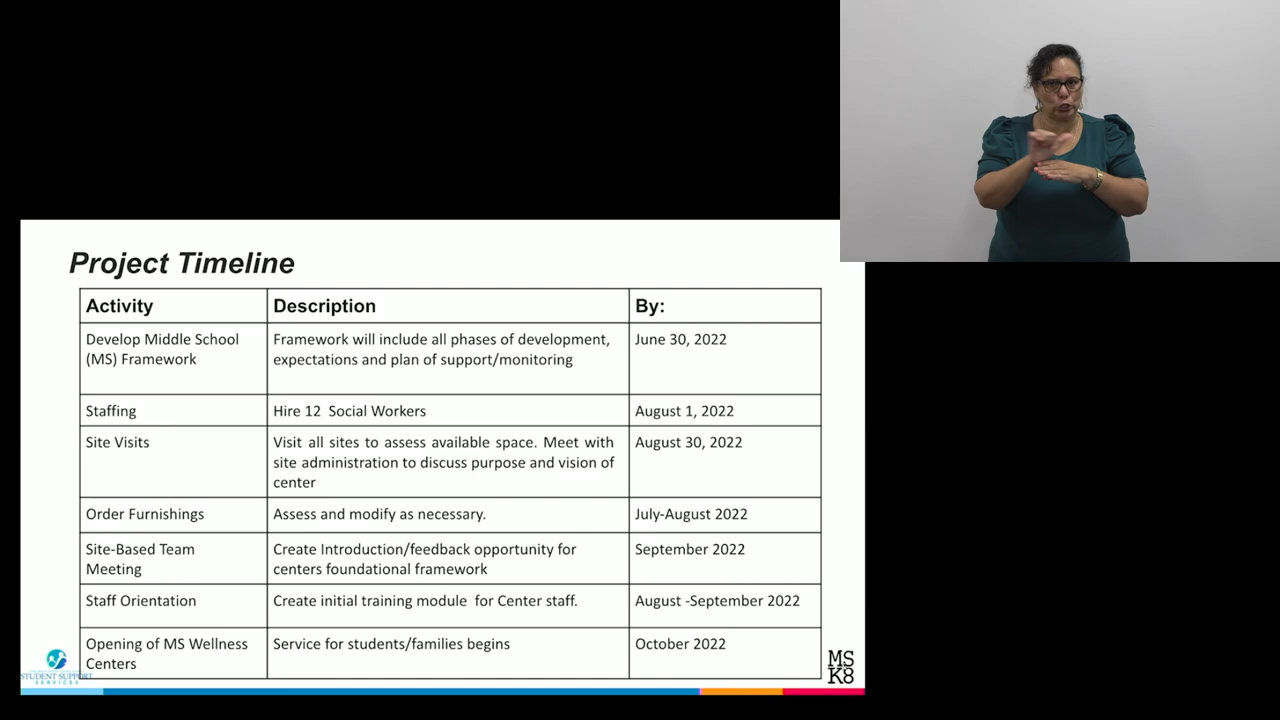 Project Timeline
Activity Description By:
Develop Middle School Framework will include all phases of development, June 30, 2022
(MS) Framework expectations and plan of support/monitoring
Staffing Hire 12 Social Workers August 1, 2022
Site Visits Visit all sites to assess available space. Meet with August 30, 2022
site administration to discuss purpose and vision of
center
Order Furnishings Assess and modify as necessary. July-August 2022
Site-Based Team Create Introduction/feedback opportunity for September 2022
Meeting centers foundational framework
Staff Orientation Create initial training module for Center staff. August -September 2022
Opening of MS Wellness Service for students/families begins October 2022
Centers
STUDENT SUPPORT
SERVICES
MS
K8